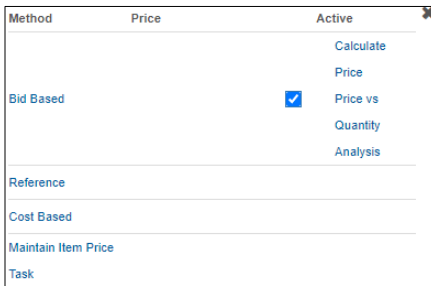 Method Price Active
Calculate
Price
Bid Based Price vs
Quantity
Analysis
Reference
Cost Based
Maintain Item Price
Task